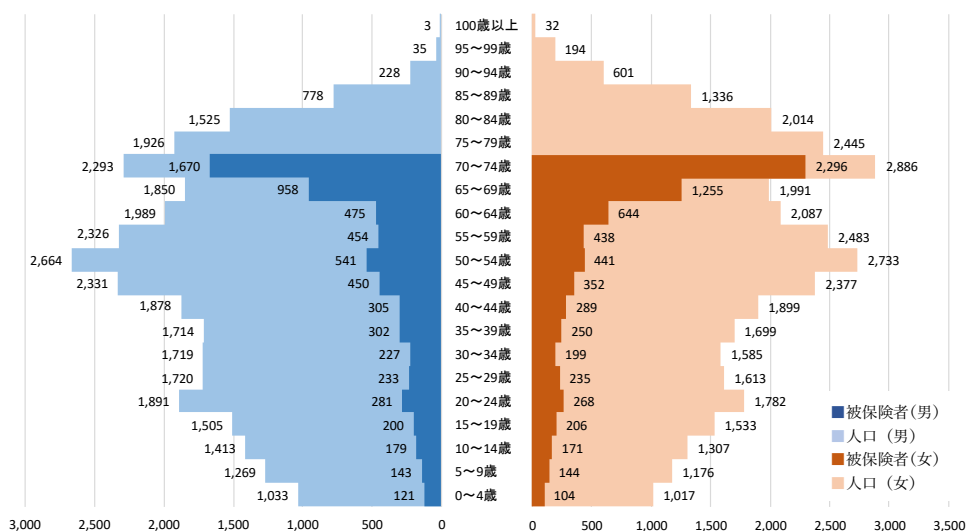 3 100歳以上 32
35 95～99歳 194
228 90～94歳 601
778 85～89歳 1,336
1,525 80～84歳 2,014
1,926 75～79歳 2,445
2,293 1,670 70～74歳 2,296 2,886
1,850 958 65～69歳 1,255 1,991
1,989 475 60～64歳 644 2,087
2,326 454 55～59歳 438 2,483
2,664 541 50～54歳 441 2,733
2,331 450 45～49歳 352 2,377
1,878 305 40～44歳 289 1,899
1,714 302 35～39歳 250 1,699
1,719 227 30～34歳 199 1,585
1,720 233 25～29歳 235 1,613
1,891 281 20～24歳 268 1,782
1,505 200 15～19歳 206 1,533
1,413 179 10～14歳 171 1,307
1,269 143 5～9歳 144 1,176
1,033 121 0～4歳 104 1,017
被保険者(男)
人口（男）
被保険者(女)
人口（女）
3,000 2,500 2,000 1,500 1,000 500 0 0 500 1,000 1,500 2,000 2,500 3,000